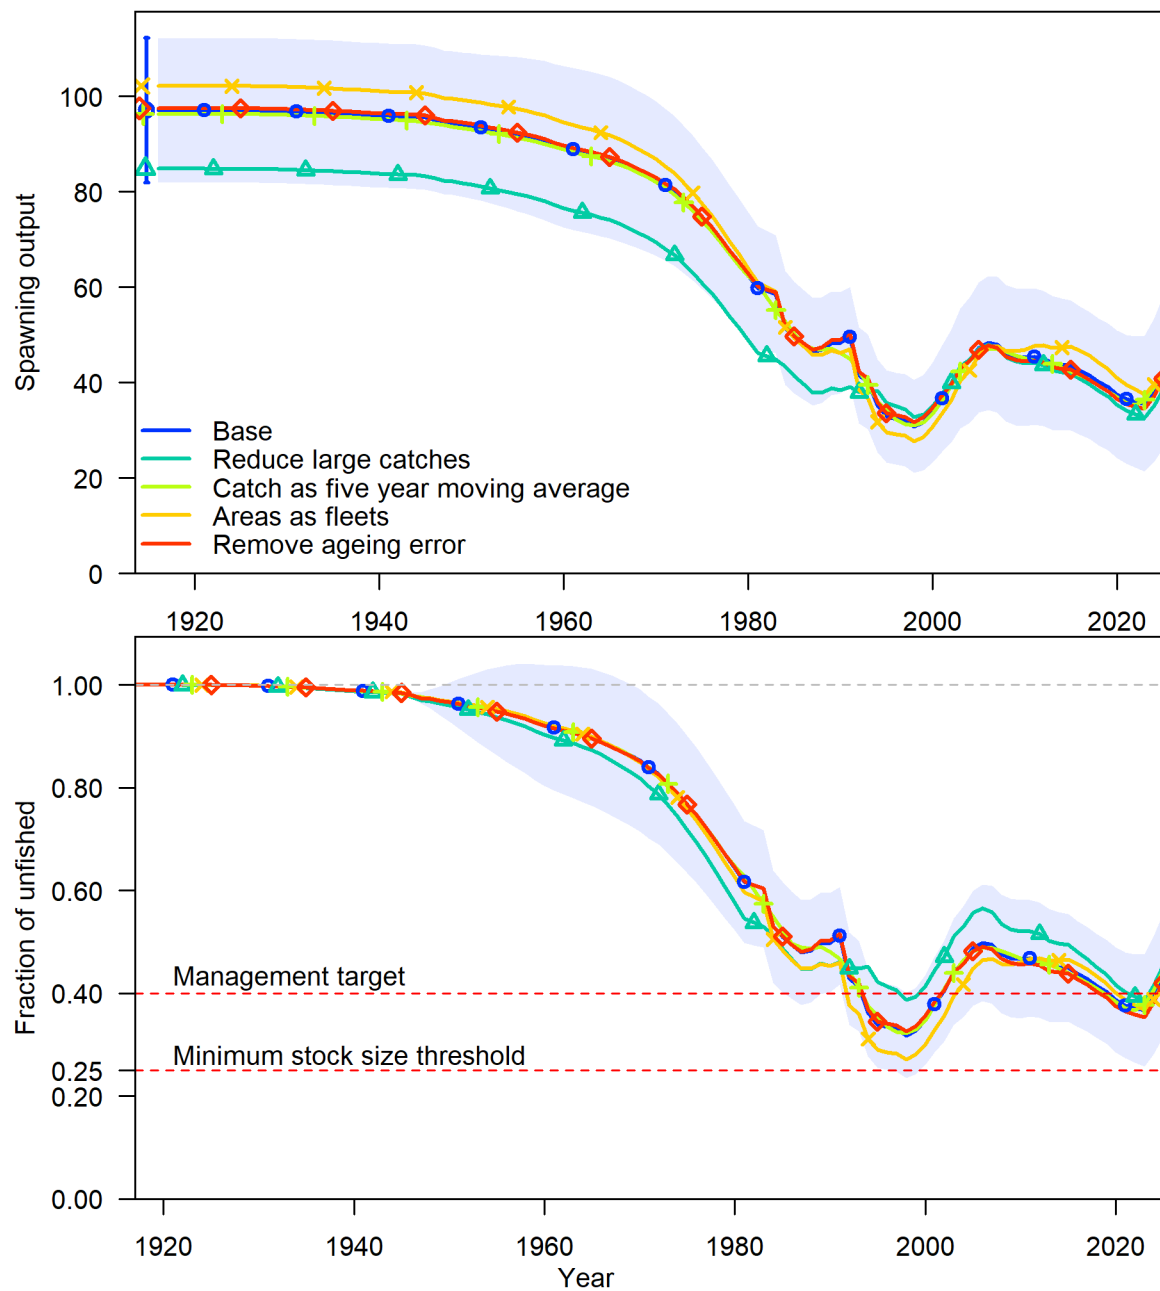 Spawning output
100
80
60
40
20
0
Base
Reduce large catches
Catch as five year moving average
Areas as fleets
Remove ageing error
1920 1940 1960 1980 2000 2020
Fraction of unfished
1.00
0.80
0.60
0.40
0.25
0.20
0.00
Management target
Minimum stock size threshold
1920 1940 1960 1980 2000 2020
Year